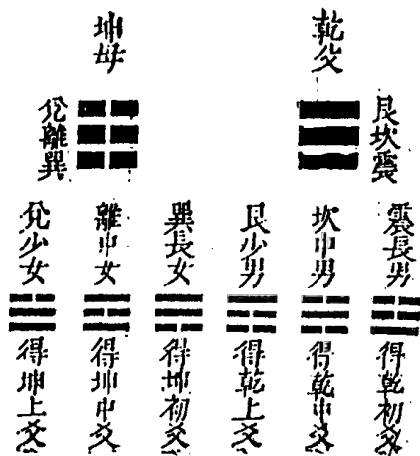 乾父
艮坎震
坤母
兌離巽
震長男
得乾初爻
坎中男
得乾中爻
艮少男
得乾上爻
巽長女
得坤初爻
離中女
得坤中爻
兌少女
得坤上爻